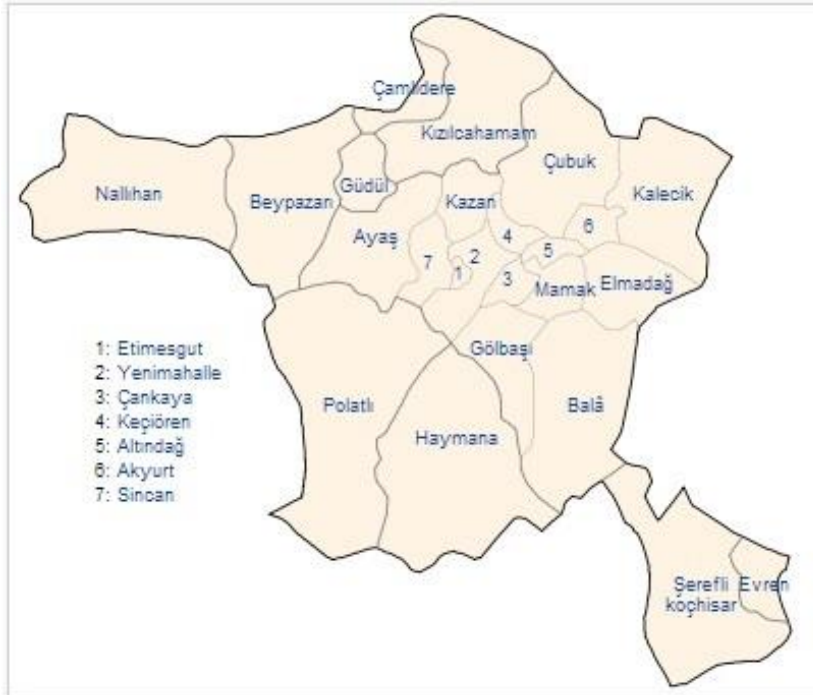 Çamlıdere
Kızılcahamam
Çubuk
Nallıhan
Beypazarı
Güdül
Kazan
Kalecik
Ayaş
4
6
7
2
5
1
3
Mamak
Elmadağ
1: Etimesgut
2: Yenimahalle
3: Çankaya
4: Keçiören
5: Altındağ
6: Akyurt
7: Sincan
Gölbaşı
Polatlı
Balâ
Haymana
Şerefli
koçhisar
Evren